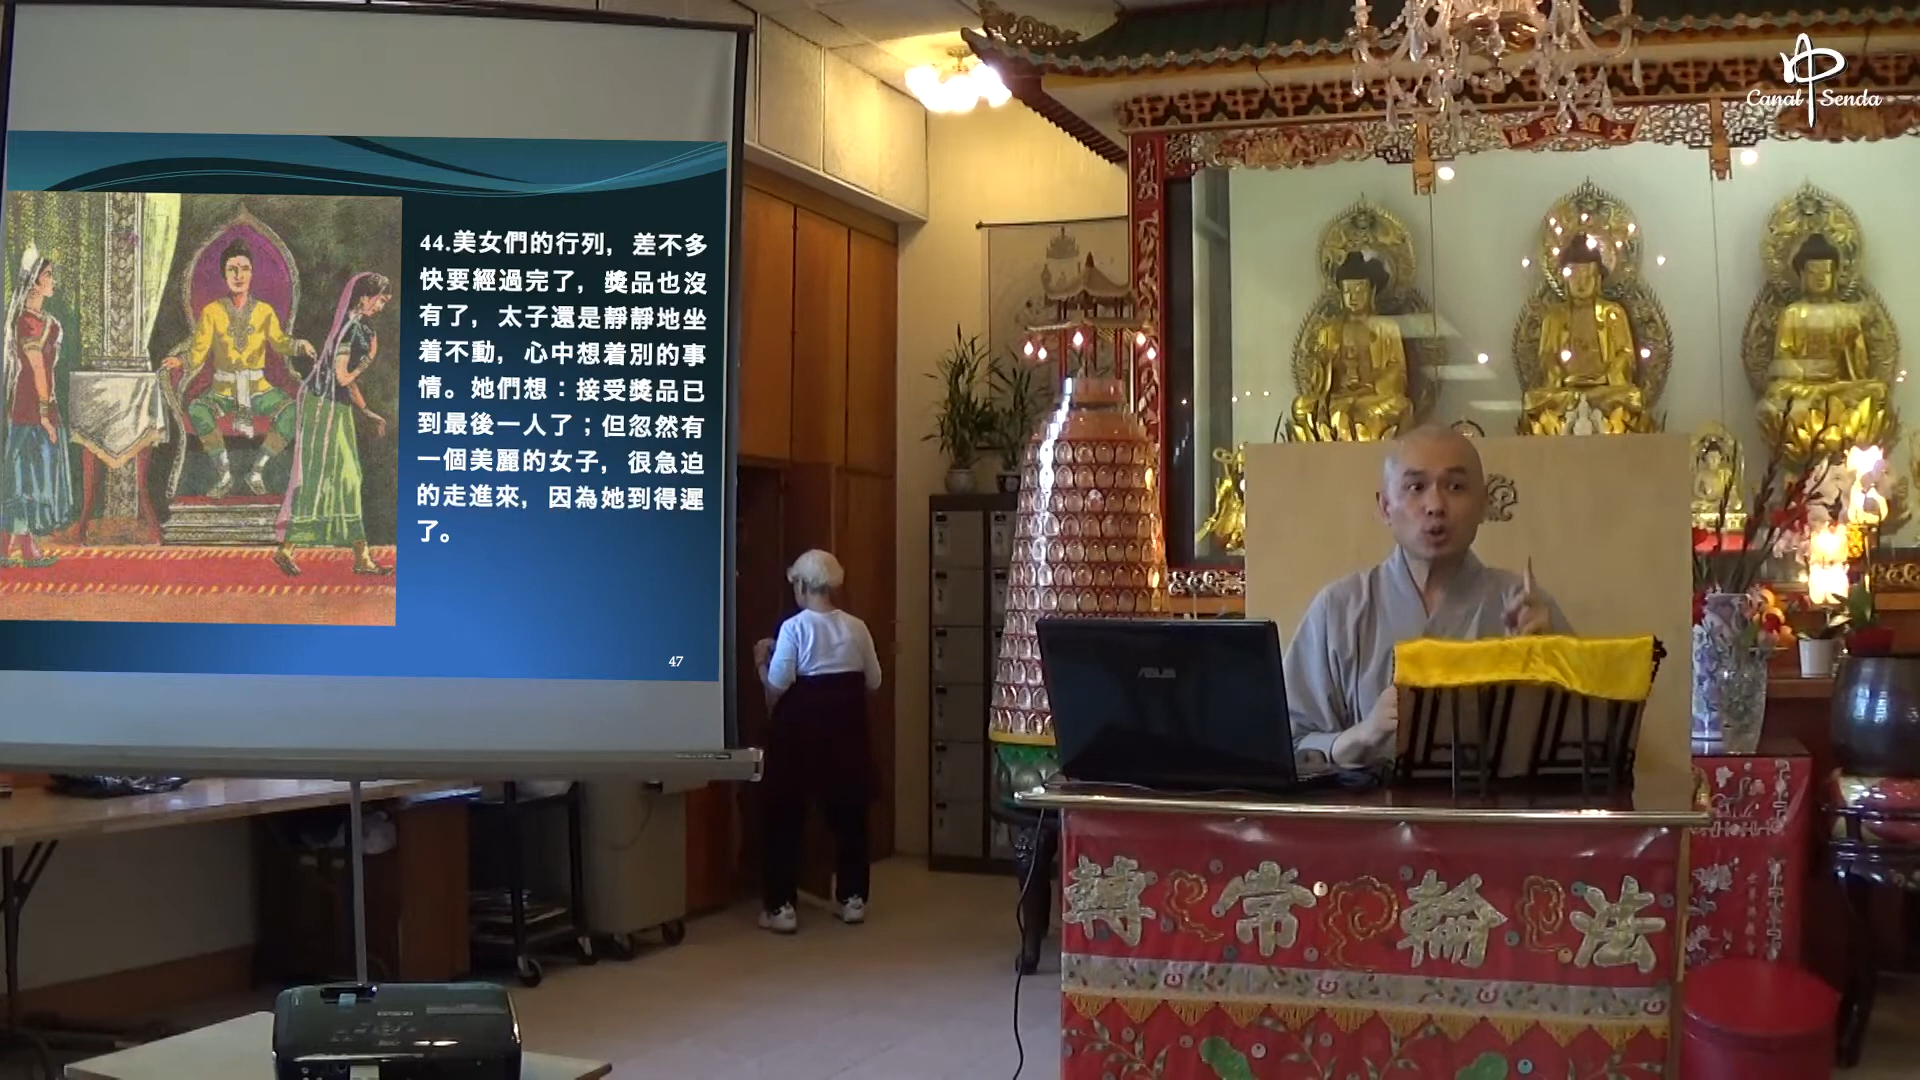 44.美女們的行列，差不多
快要經過完了，獎品也沒
有了，太子還是靜靜地坐
着不動，心中想着別的事
情。她們想：接受獎品已
到最後一人了；但忽然有
一個美麗的女子，很急迫
的走進來，因為她到得遲
了。
47
Canal Senda
ASUS
EPSON
轉常輪法